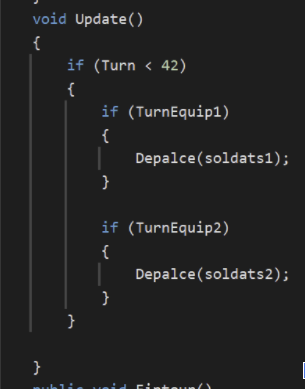 void Update()
{
if (Turn < 42)
{
if (TurnEquip1)
{
Depalce(soldats1);
}
if (TurnEquip2)
{
Depalce(soldats2);
}
}
}
public void Fintour()